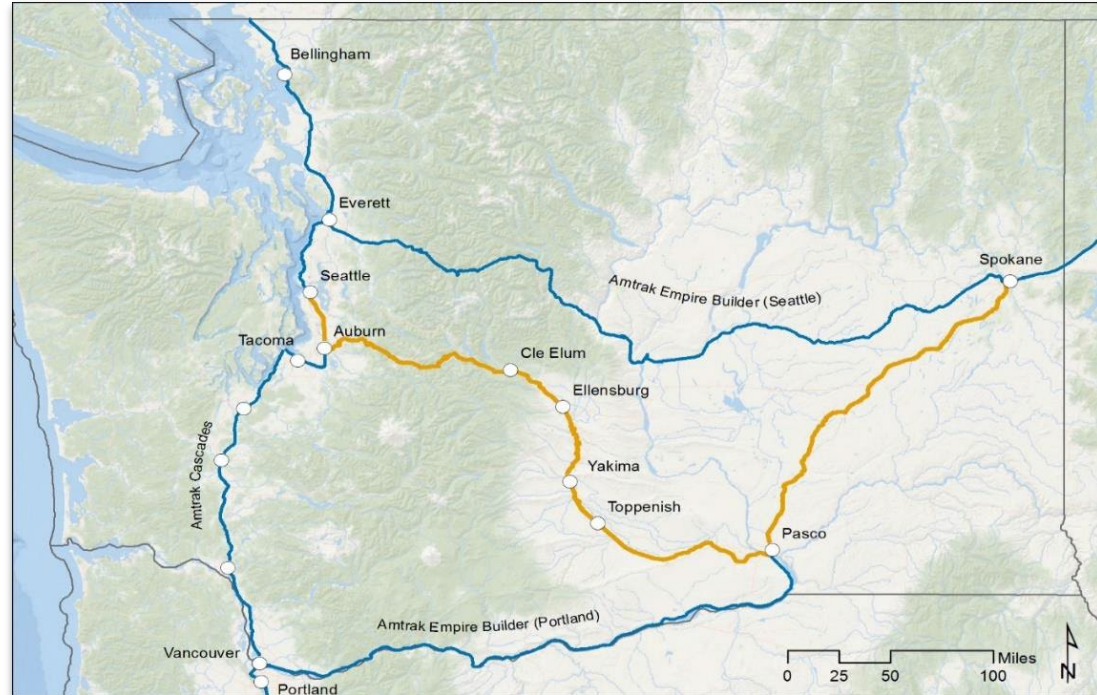 Bellingham
Everett
Seattle
Spokane
Amtrak Empire Builder (Seattle)
Auburn
Tacoma
Cle Elum
Ellensburg
Amtrak Cascades
Yakima
Toppenish
Pasco
Amtrak Empire Builder (Portland)
Vancouver
Portland
Miles
0 25 50 100
N